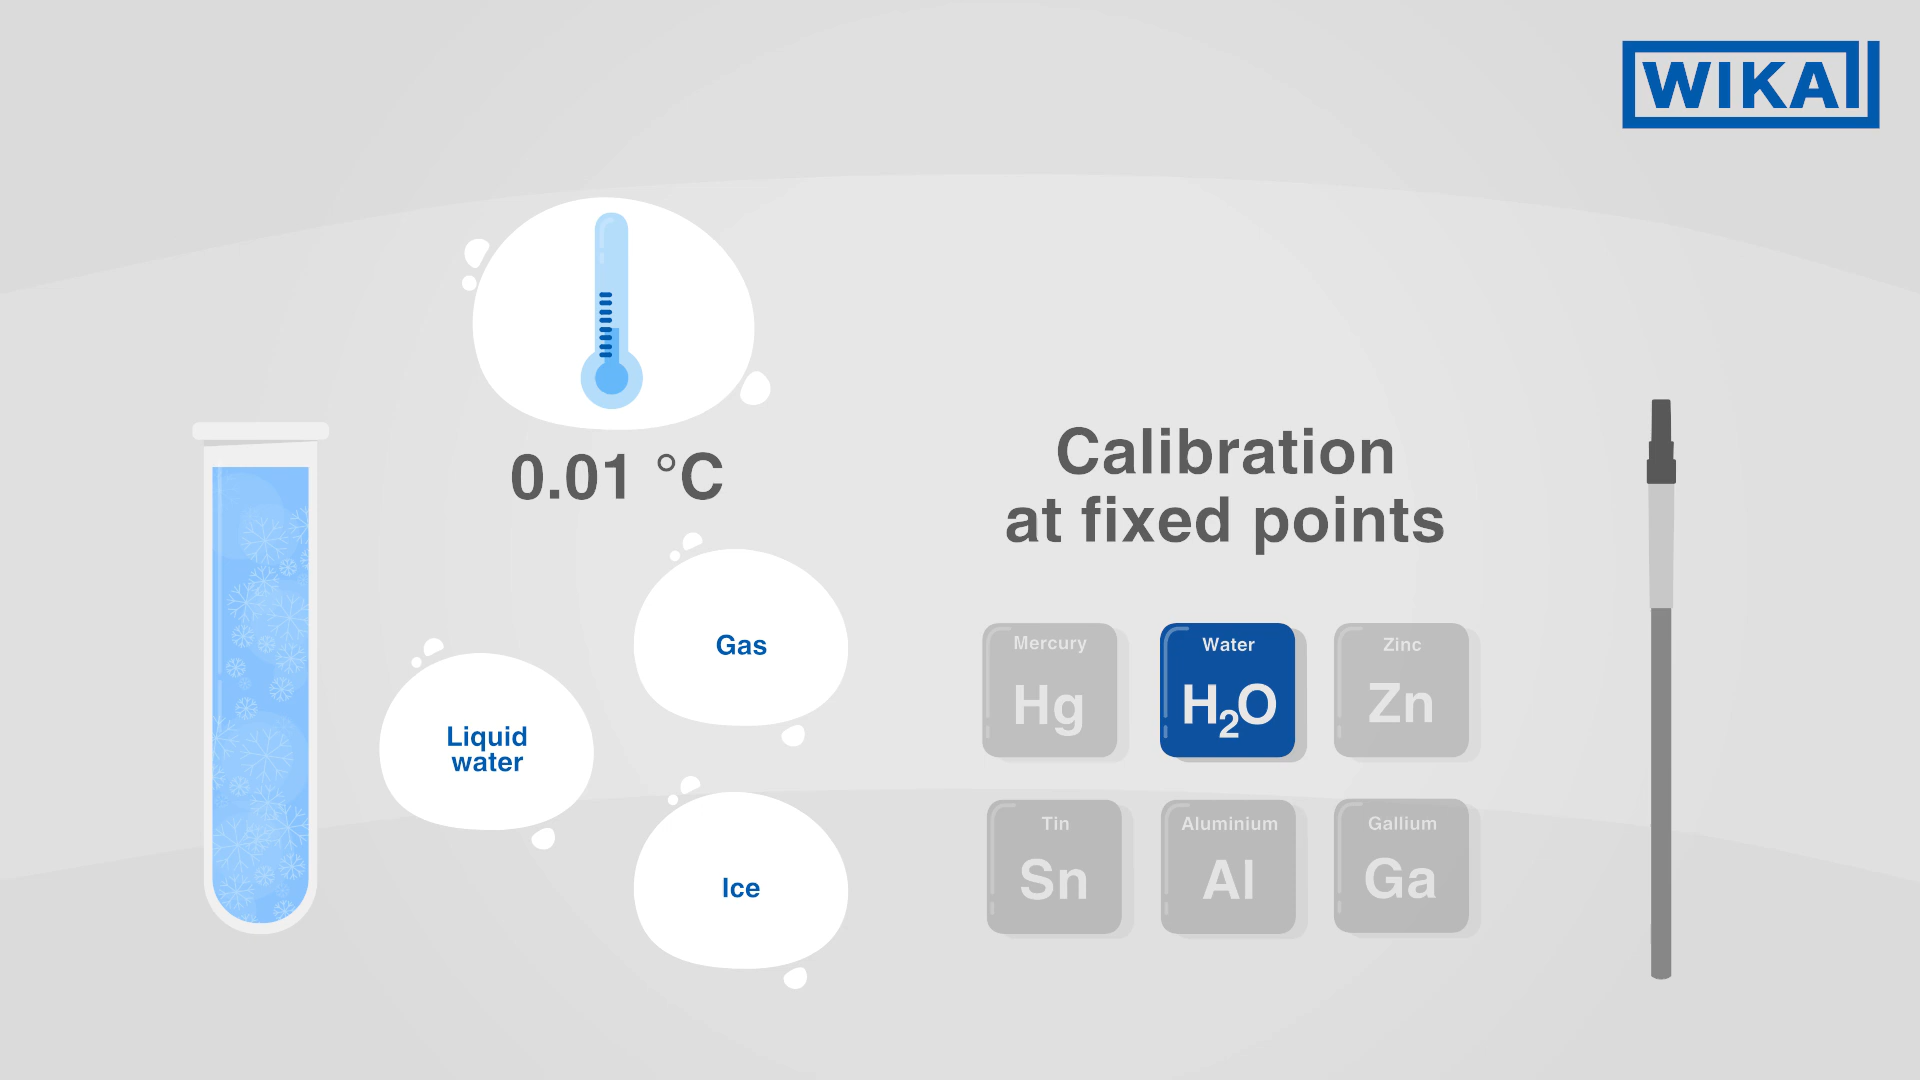 WIKA
0.01 °C
Calibration
at fixed points
Gas
Liquid
water
Ice
Mercury
Hg
Water
H₂O
Zinc
Zn
Tin
Sn
Aluminium
Al
Gallium
Ga